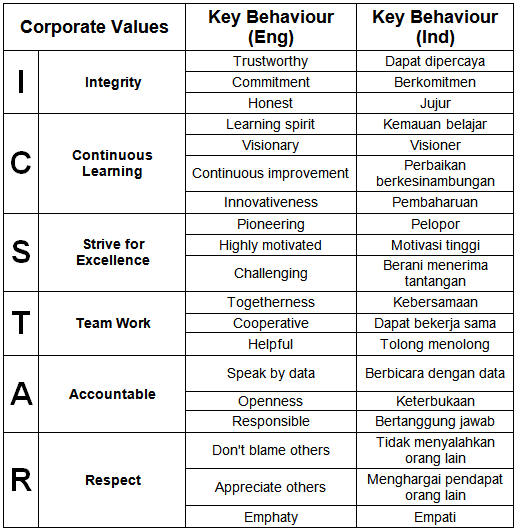 Corporate Values
Key Behaviour
(Eng)
Key Behaviour
(Ind)
I
Integrity
Trustworthy
Dapat dipercaya
Commitment
Berkomitmen
Honest
Jujur
C
Continuous
Learning
Learning spirit
Kemauan belajar
Visionary
Visioner
Continuous improvement
Perbaikan
berkesinambungan
Innovativeness
Pembaharuan
S
Strive for
Excellence
Pioneering
Pelopor
Highly motivated
Motivasi tinggi
Challenging
Berani menerima
tantangan
T
Team Work
Togetherness
Kebersamaan
Cooperative
Dapat bekerja sama
Helpful
Tolong menolong
A
Accountable
Speak by data
Berbicara dengan data
Openness
Keterbukaan
Responsible
Bertanggung jawab
R
Respect
Don't blame others
Tidak menyalahkan
orang lain
Appreciate others
Menghargai pendapat
orang lain
Emphaty
Empati